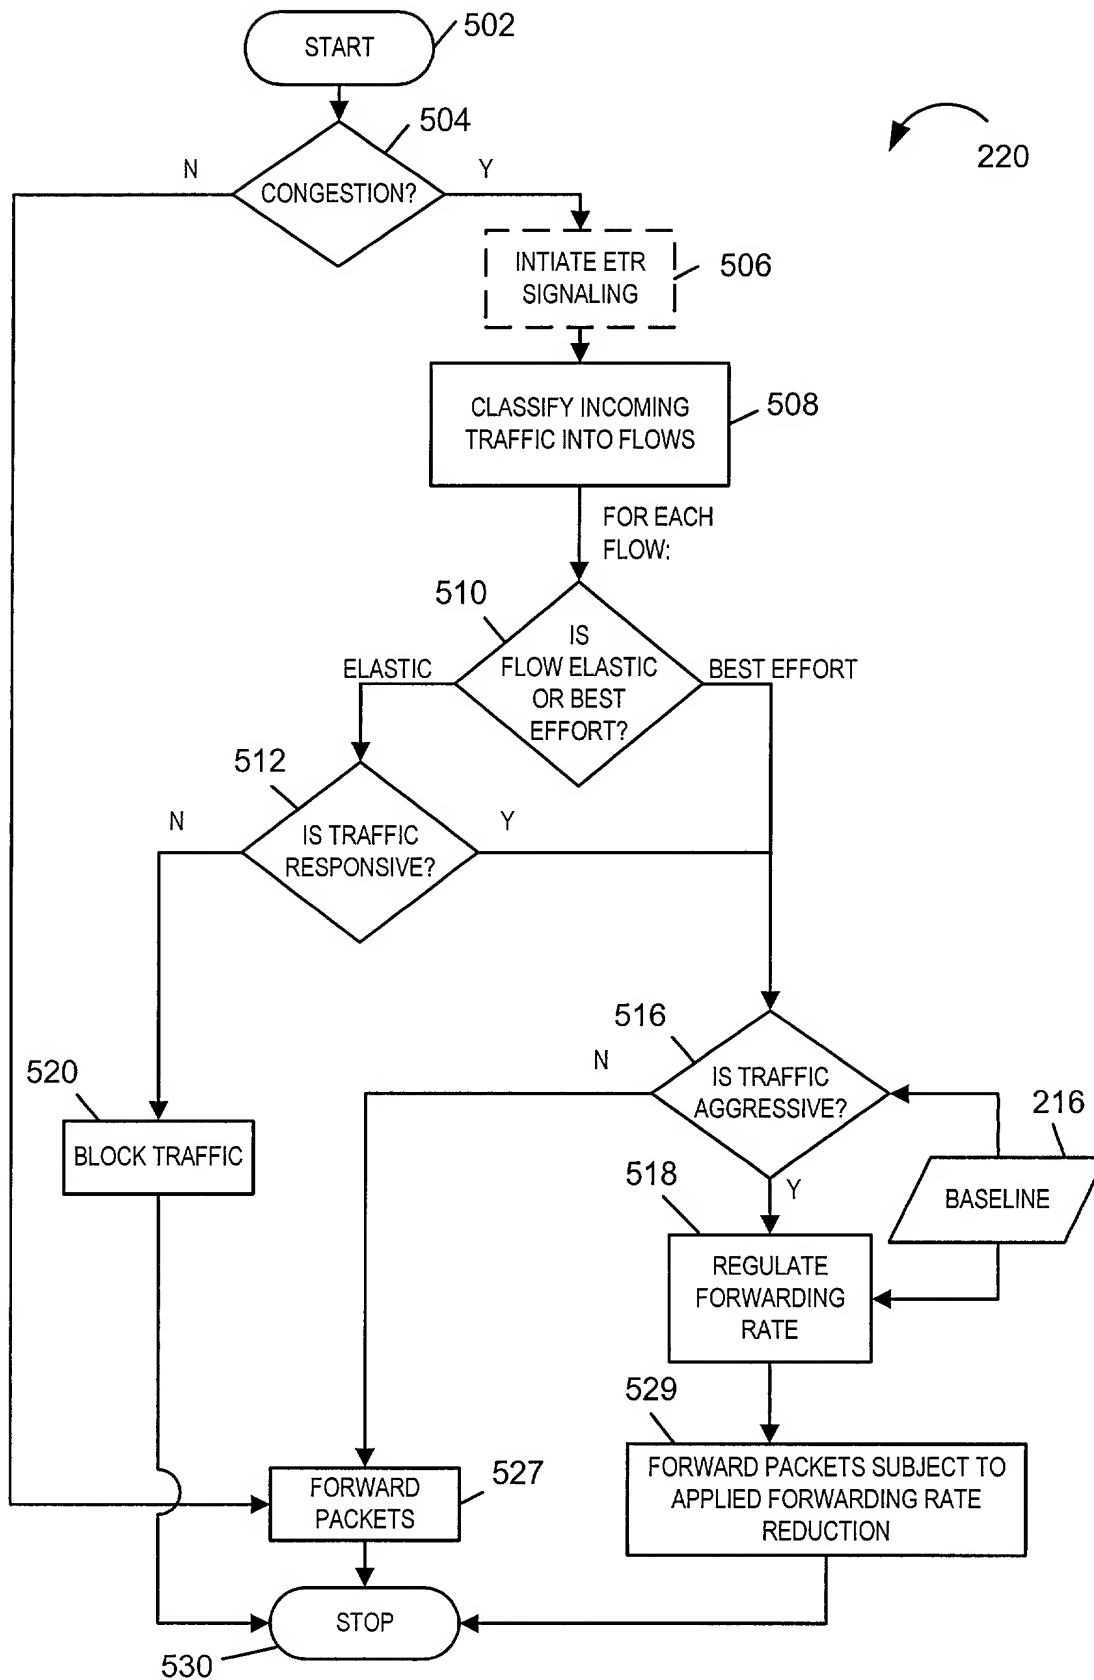 START
502
504
N
CONGESTION?
Y
220
INTIATE ETR
SIGNALING
506
CLASSIFY INCOMING
TRAFFIC INTO FLOWS
508
FOR EACH
FLOW:
510
IS
FLOW ELASTIC
OR BEST
EFFORT?
ELASTIC
BEST EFFORT
512
N
IS TRAFFIC
RESPONSIVE?
Y
516
N
IS TRAFFIC
AGGRESSIVE?
Y
520
BLOCK TRAFFIC
216
BASELINE
518
REGULATE
FORWARDING
RATE
529
FORWARD PACKETS SUBJECT TO
APPLIED FORWARDING RATE
REDUCTION
FORWARD
PACKETS
527
STOP
530